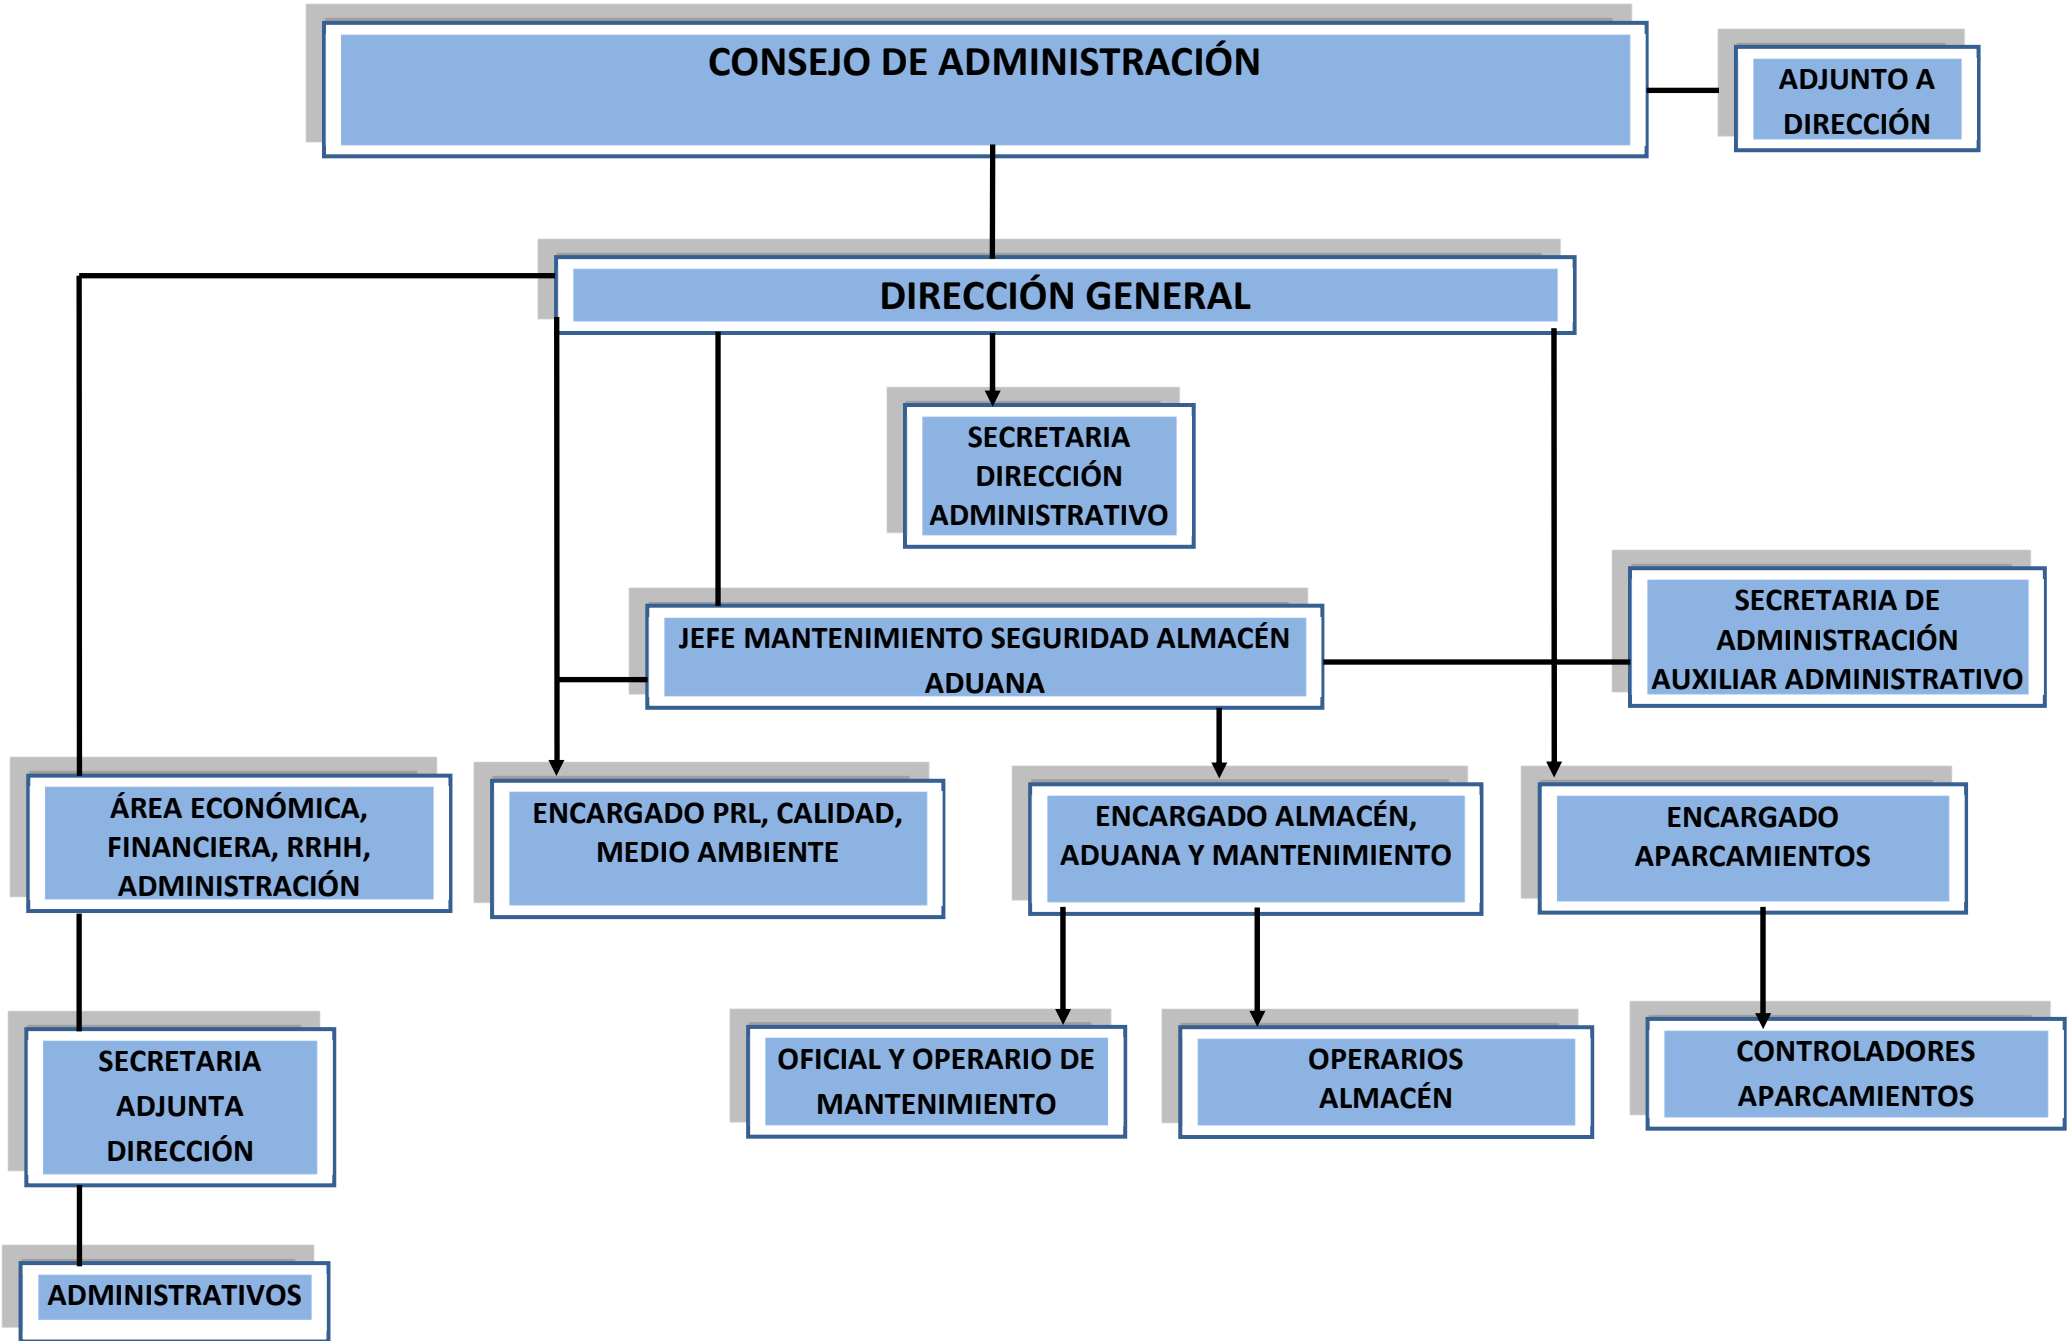 CONSEJO DE ADMINISTRACIÓN
ADJUNTO A
DIRECCIÓN
DIRECCIÓN GENERAL
SECRETARIA
DIRECCIÓN
ADMINISTRATIVO
JEFE MANTENIMIENTO SEGURIDAD ALMACÉN
ADUANA
SECRETARIA DE
ADMINISTRACIÓN
AUXILIAR ADMINISTRATIVO
ÁREA ECONÓMICA,
FINANCIERA, RRHH,
ADMINISTRACIÓN
ENCARGADO PRL, CALIDAD,
MEDIO AMBIENTE
ENCARGADO ALMACÉN,
ADUANA Y MANTENIMIENTO
ENCARGADO
APARCAMIENTOS
SECRETARIA
ADJUNTA
DIRECCIÓN
OFICIAL Y OPERARIO DE
MANTENIMIENTO
OPERARIOS
ALMACÉN
CONTROLADORES
APARCAMIENTOS
ADMINISTRATIVOS